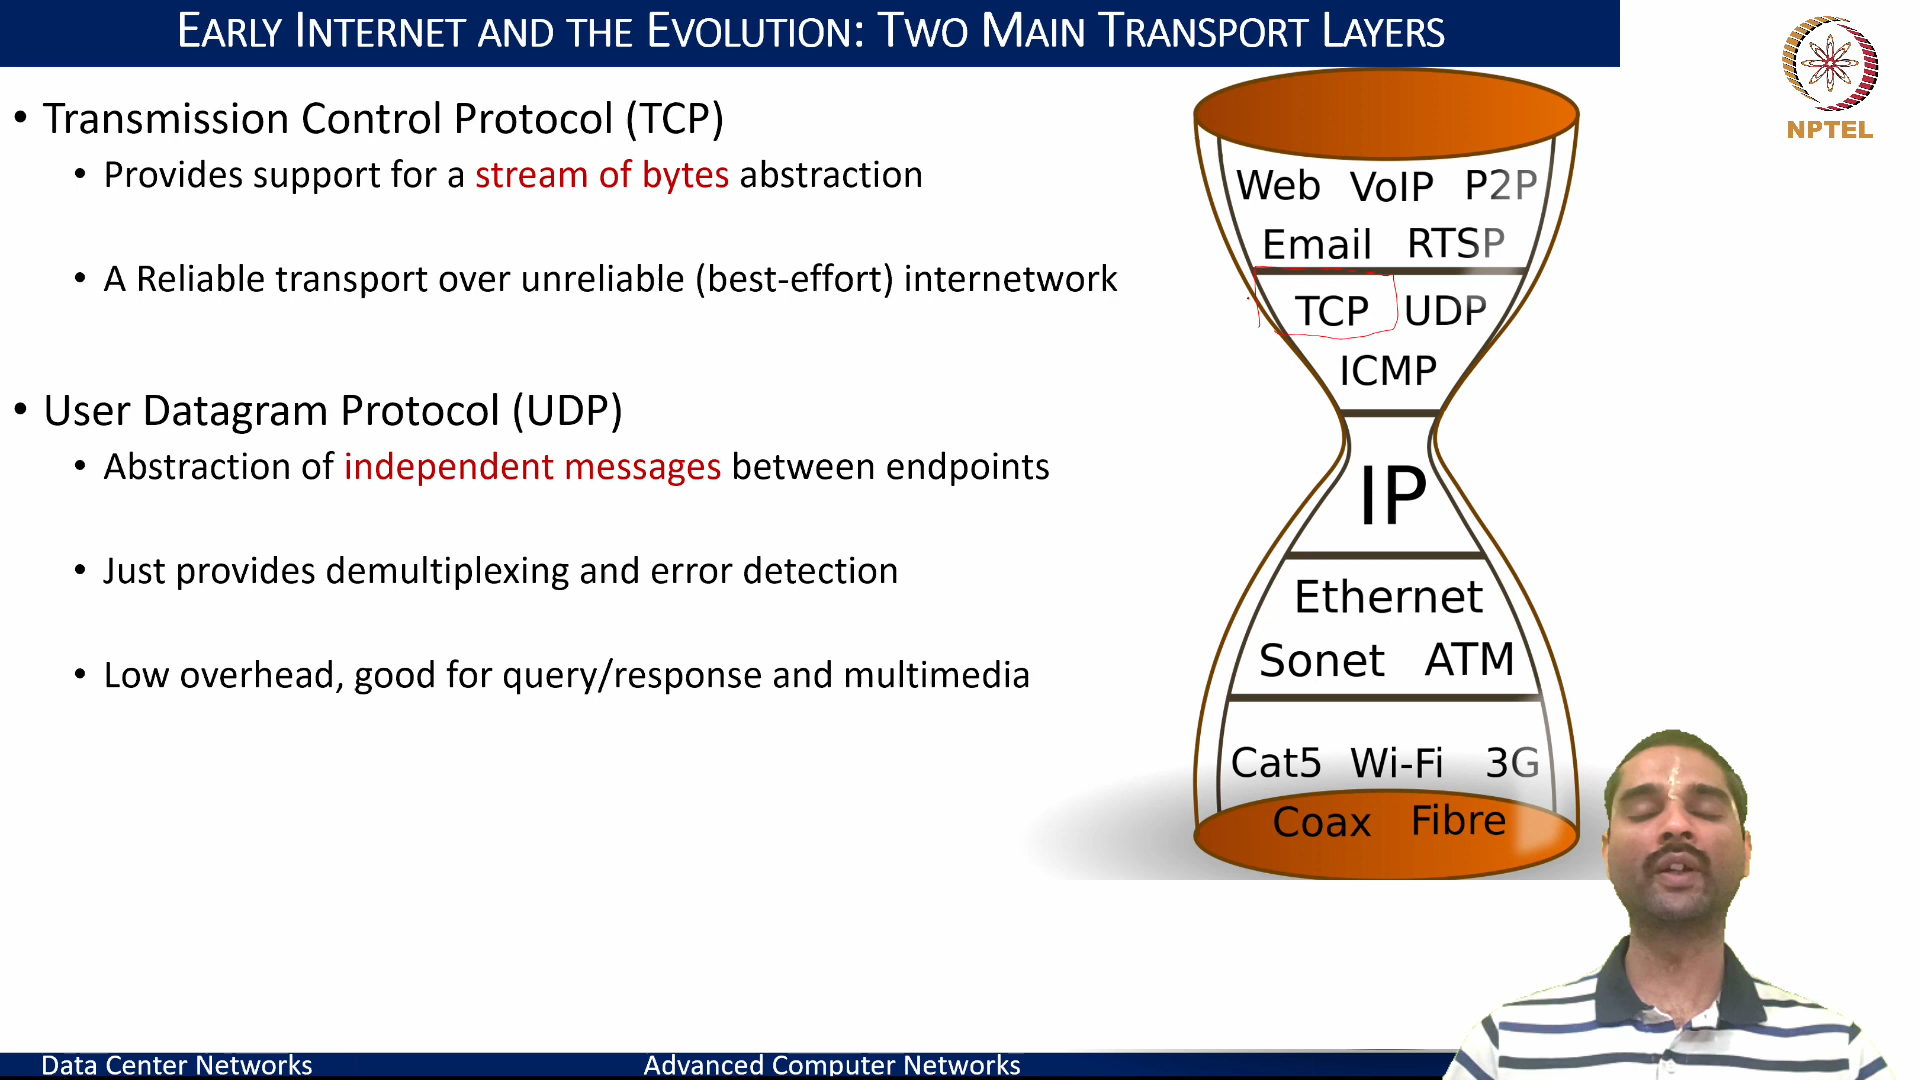 EARLY INTERNET AND THE EVOLUTION: TWO MAIN TRANSPORT LAYERS
NPTEL
• Transmission Control Protocol (TCP)
• Provides support for a stream of bytes abstraction
• A Reliable transport over unreliable (best-effort) internetwork
• User Datagram Protocol (UDP)
• Abstraction of independent messages between endpoints
• Just provides demultiplexing and error detection
• Low overhead, good for query/response and multimedia
Web VoIP P2P
Email RTSP
TCP UDP
ICMP
IP
Ethernet
Sonet ATM
Cat5 Wi-Fi 3G
Coax Fibre
Data Center Networks
Advanced Computer Networks